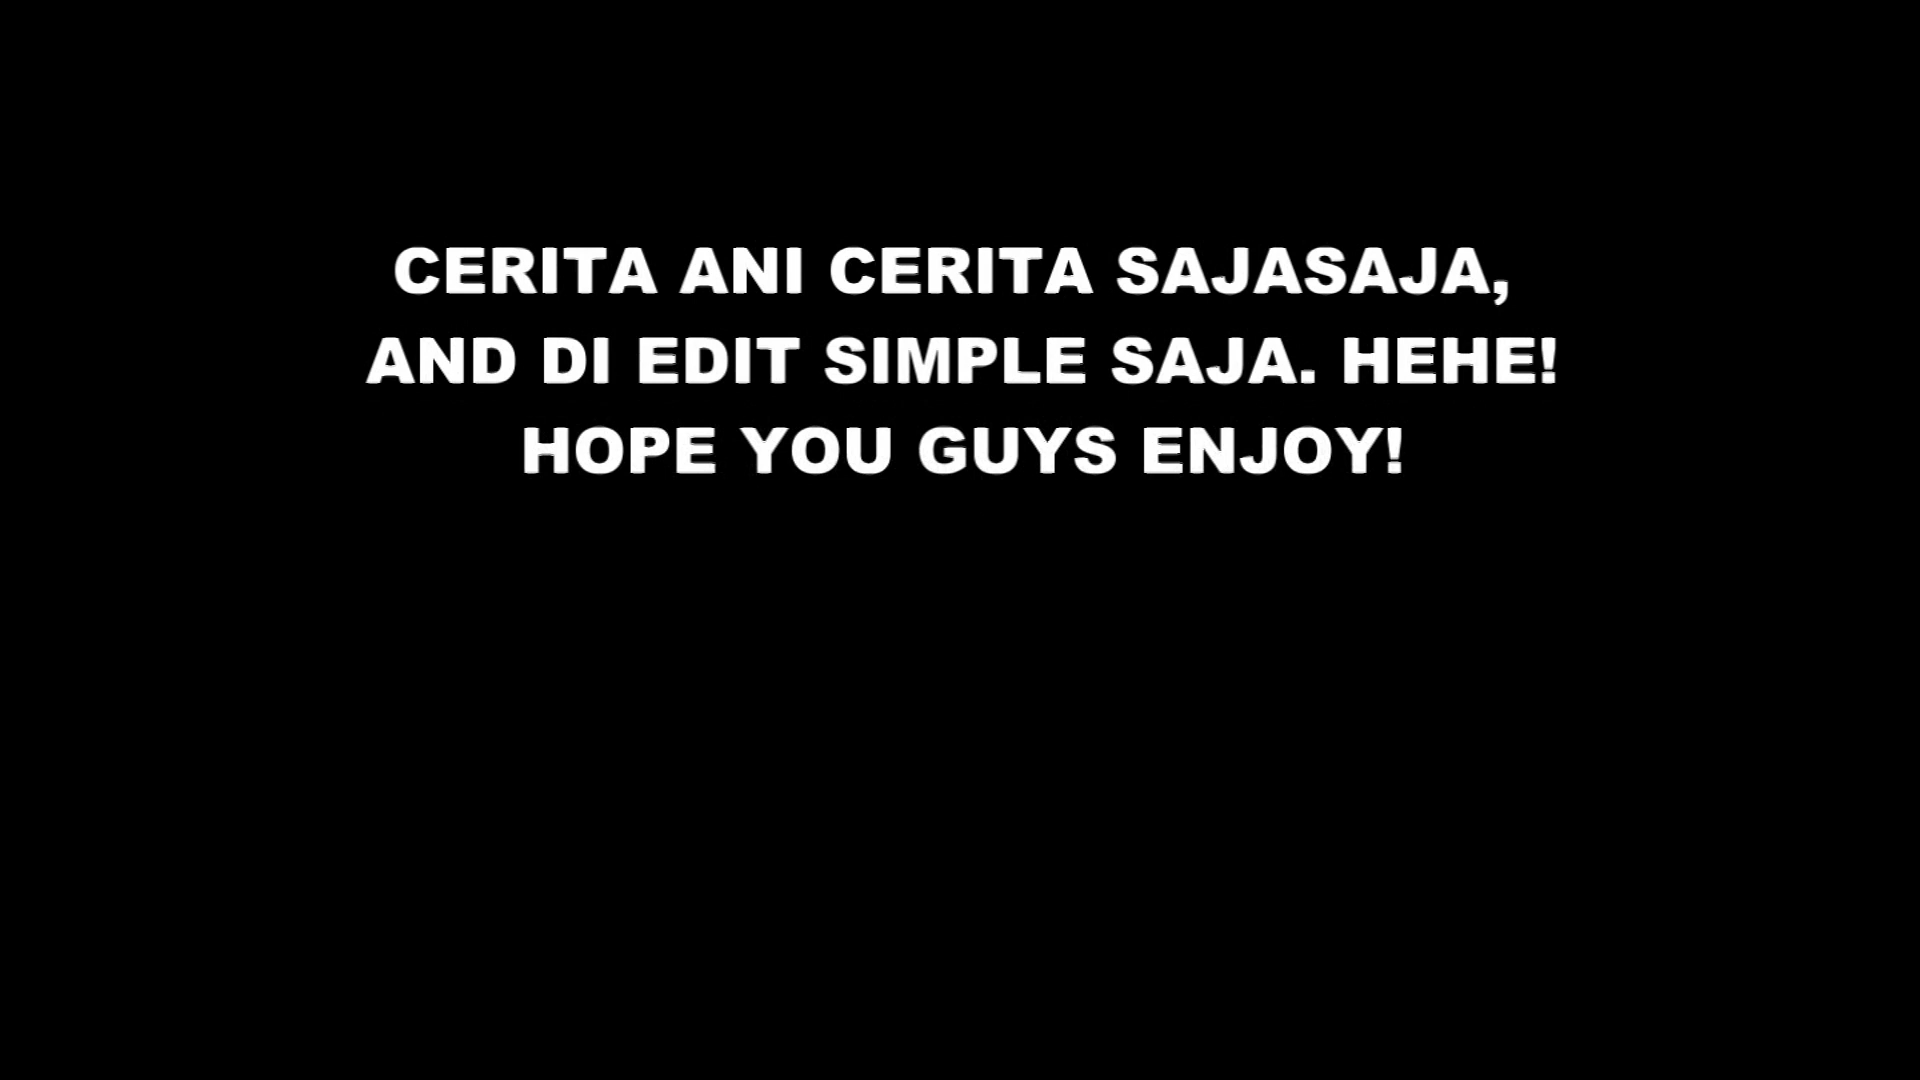 CERITA ANI CERITA SAJASAJA,
AND DI EDIT SIMPLE SAJA. HEHE!
HOPE YOU GUYS ENJOY!